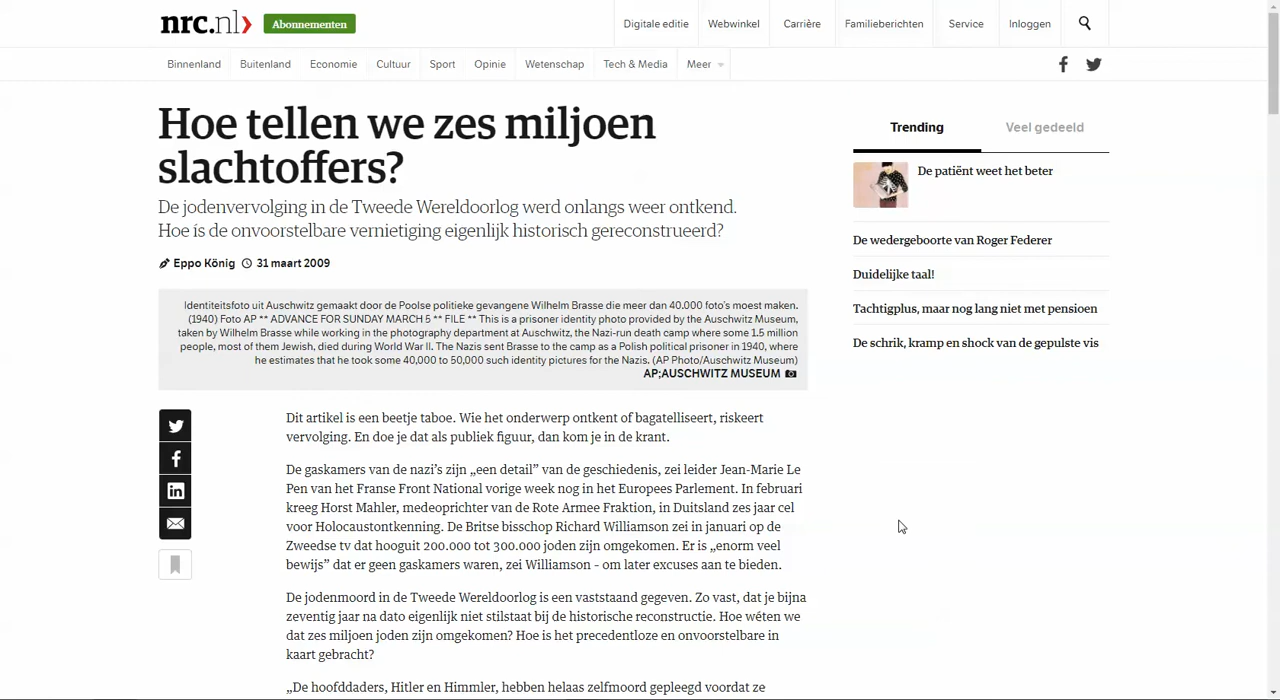 nrc.nl
Abonnementen
Digitale editie
Webwinkel
Carrière
Familieberichten
Service
Inloggen
Binnenland
Buitenland
Economie
Cultuur
Sport
Opinie
Wetenschap
Tech & Media
Meer
Hoe tellen we zes miljoen
slachtoffers?
De jodenvervolging in de Tweede Wereldoorlog werd onlangs weer ontkend.
Hoe is de onvoorstelbare vernietiging eigenlijk historisch gereconstrueerd?
Eppo König 31 maart 2009
Identiteitsfoto uit Auschwitz gemaakt door de Poolse politieke gevangene Wilhelm Brasse die meer dan 40.000 foto's moest maken.
(1940) Foto AP ** ADVANCE FOR SUNDAY MARCH 5 ** FILE ** This is a prisoner identity photo provided by the Auschwitz Museum,
taken by Wilhelm Brasse while working in the photography department at Auschwitz, the Nazi-run death camp where some 1.5 million
people, most of them Jewish, died during World War II. The Nazis sent Brasse to the camp as a Polish political prisoner in 1940, where
he estimates that he took some 40,000 to 50,000 such identity pictures for the Nazis. (AP Photo/Auschwitz Museum)
AP;AUSCHWITZ MUSEUM
Dit artikel is een beetje taboe. Wie het onderwerp ontkent of bagatelliseert, riskeert
vervolging. En doe je dat als publiek figuur, dan kom je in de krant.
De gaskamers van de nazi's zijn „een detail” van de geschiedenis, zei leider Jean-Marie Le
Pen van het Franse Front National vorige week nog in het Europees Parlement. In februari
kreeg Horst Mahler, medeoprichter van de Rote Armee Fraktion, in Duitsland zes jaar cel
voor Holocaustontkenning. De Britse bisschop Richard Williamson zei in januari op de
Zweedse tv dat hooguit 200.000 tot 300.000 joden zijn omgekomen. Er is „enorm veel
bewijs” dat er geen gaskamers waren, zei Williamson – om later excuses aan te bieden.
De jodenmoord in de Tweede Wereldoorlog is een vaststaand gegeven. Zo vast, dat je bijna
zeventig jaar na dato eigenlijk niet stilstaat bij de historische reconstructie. Hoe wéten we
dat zes miljoen joden zijn omgekomen? Hoe is het precedentloze en onvoorstelbare in
kaart gebracht?
„De hoofddaders, Hitler en Himmler, hebben helaas zelfmoord gepleegd voordat ze
Trending
Veel gedeeld
De patiënt weet het beter
De wedergeboorte van Roger Federer
Duidelijke taal!
Tachtigplus, maar nog lang niet met pensioen
De schrik, kramp en shock van de gepulste vis